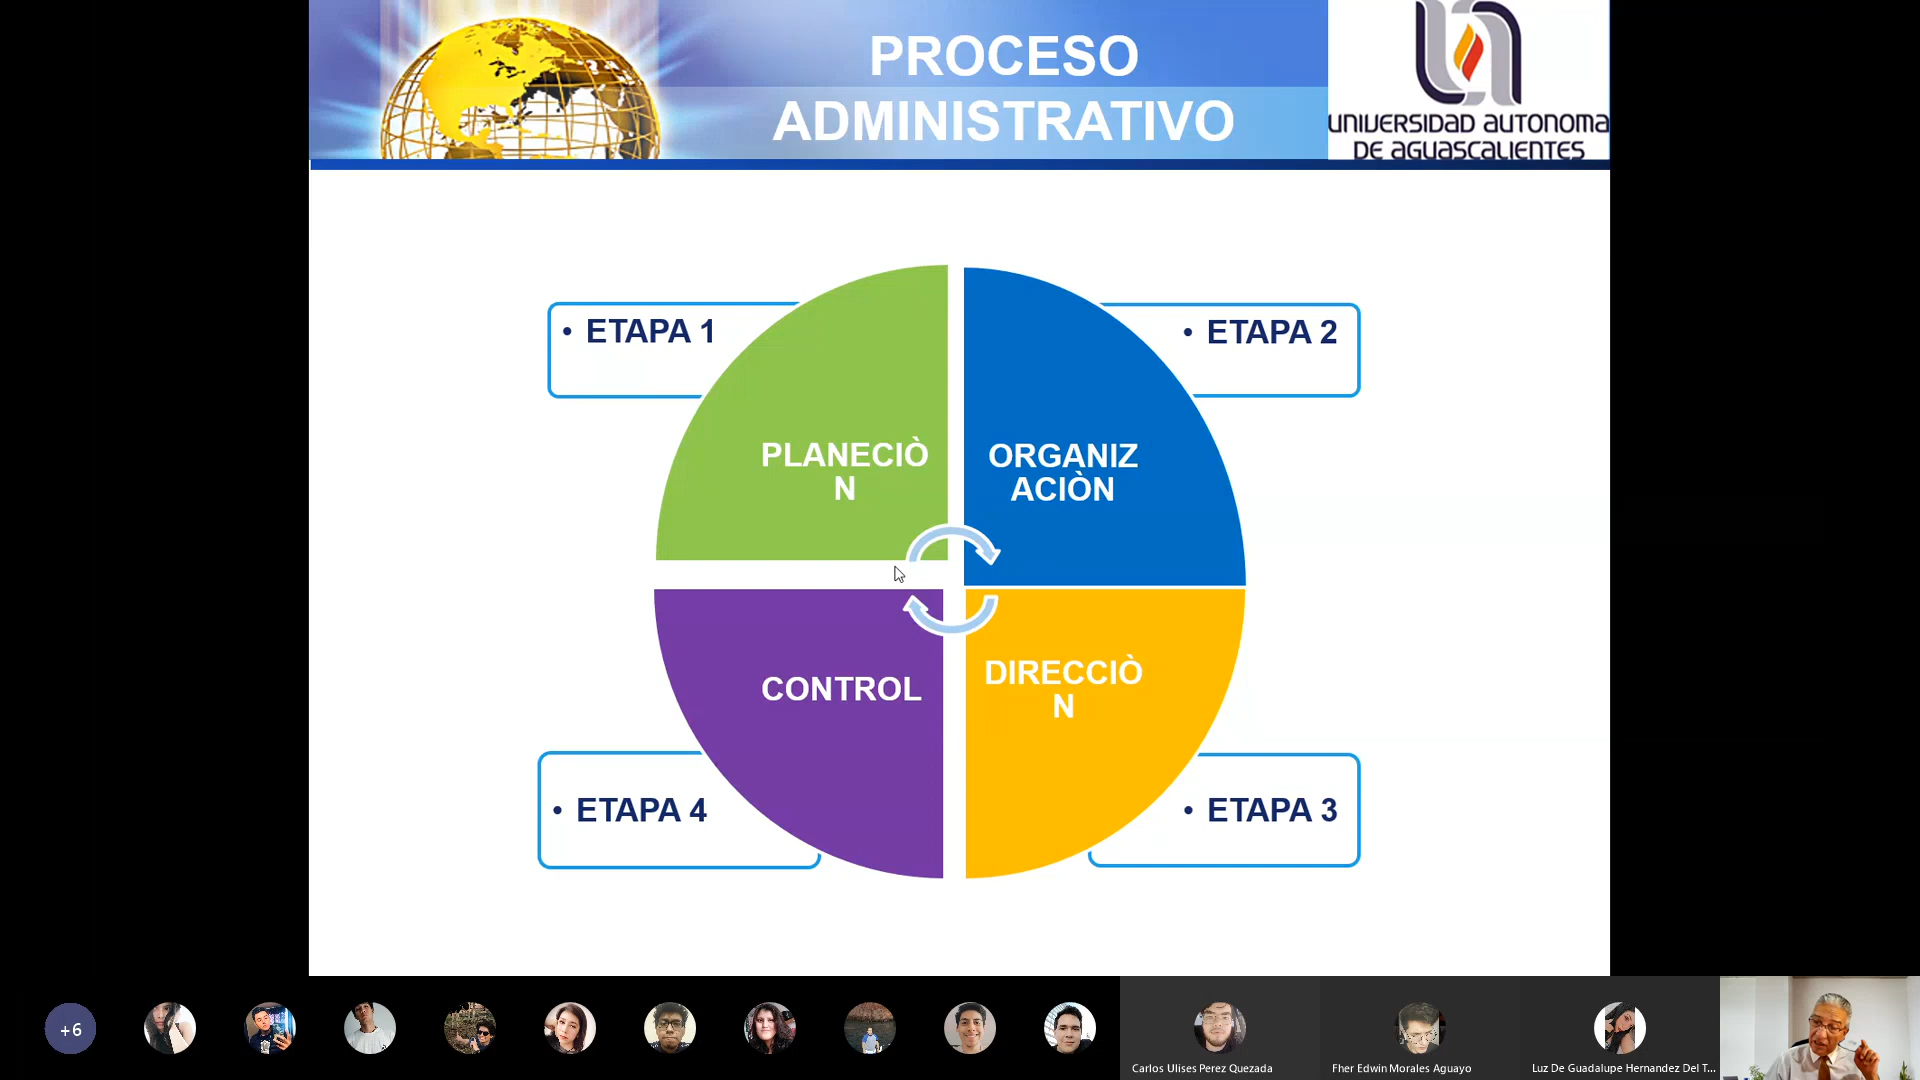 PROCESO
ADMINISTRATIVO
UNIVERSIDAD AUTONOMA
DE AGUASCALIENTES
• ETAPA 1
• ETAPA 2
PLANECIÒ
N
ORGANIZ
ACIÒN
CONTROL
DIRECCIÒ
N
• ETAPA 4
• ETAPA 3
+6
Carlos Ulises Perez Quezada
Fher Edwin Morales Aguayo
Luz De Guadalupe Hernandez Del T...